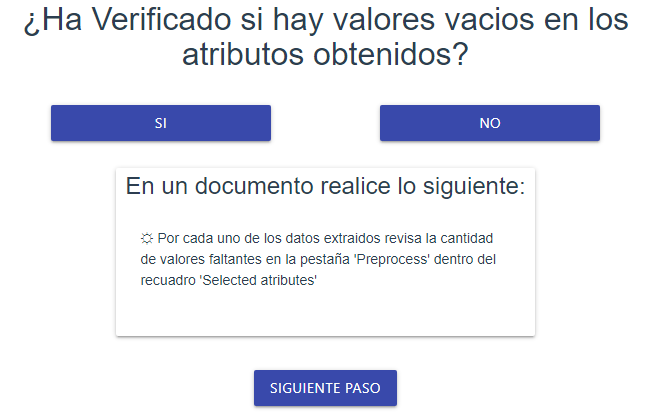 ¿Ha Verificado si hay valores vacios en los
atributos obtenidos?
SI
NO
En un documento realice lo siguiente:
☼ Por cada uno de los datos extraidos revisa la cantidad
de valores faltantes en la pestaña 'Preprocess' dentro del
recuadro 'Selected atributes'
SIGUIENTE PASO